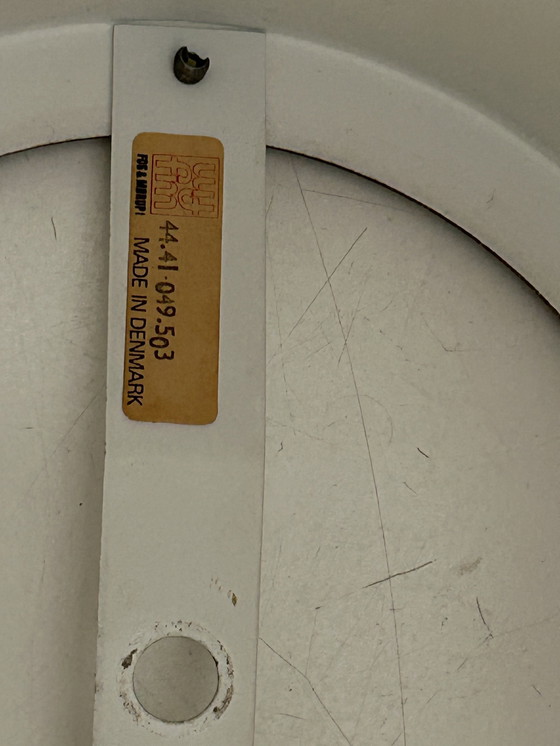 FOG & MØRUP
44.41-049.503
MADE IN DENMARK